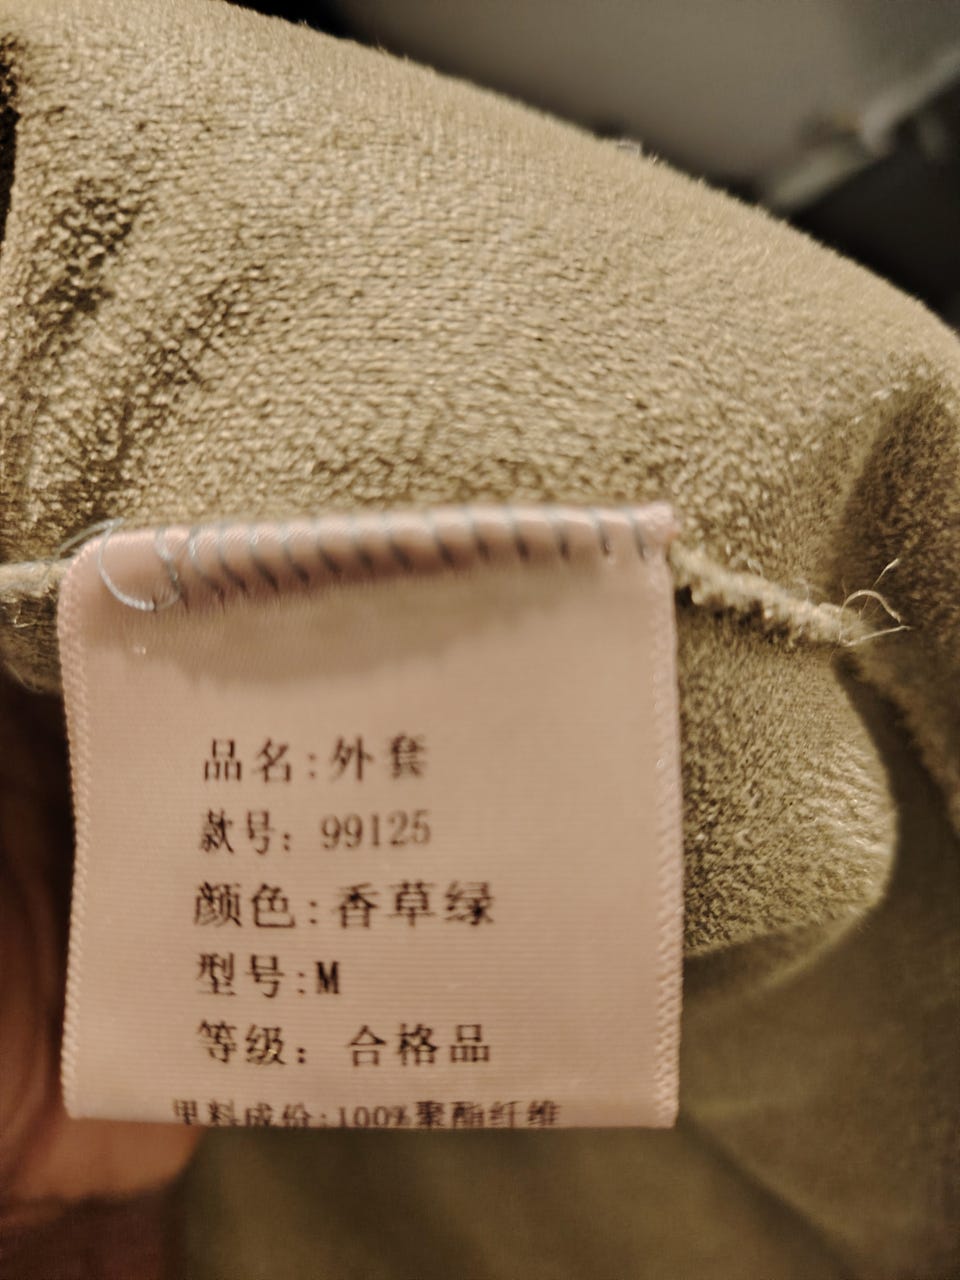 品名:外套
款号: 99125
颜色:香草绿
型号:M
等级: 合格品
里料成份:100%聚酯纤维